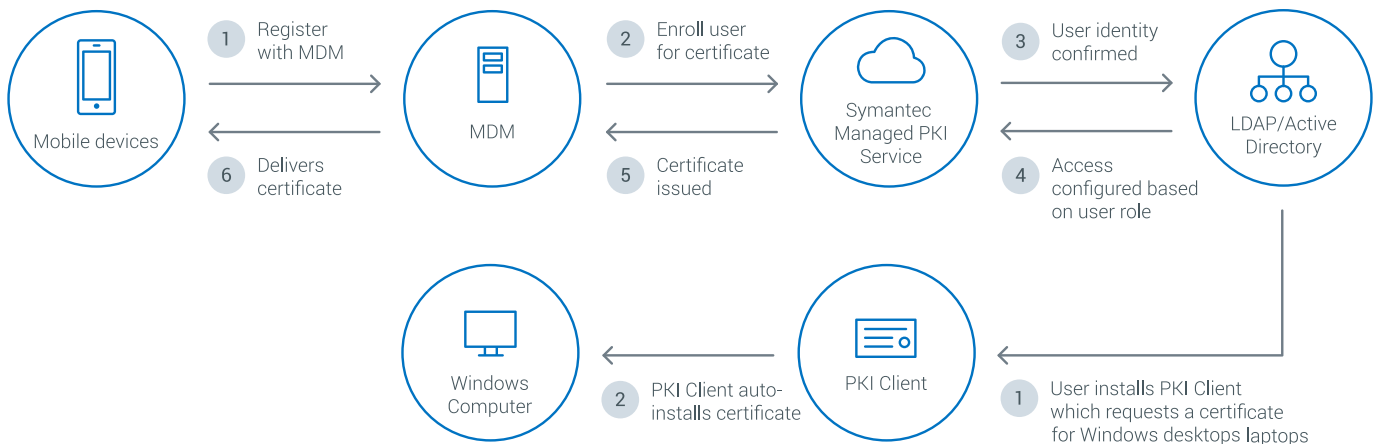 1 Register
with MDM
2 Enroll user
for certificate
3 User identity
confirmed
Mobile devices
MDM
Symantec
Managed PKI
Service
LDAP/Active
Directory
6 Delivers
certificate
5 Certificate
issued
4 Access
configured based
on user role
Windows
Computer
2 PKI Client auto-
installs certificate
PKI Client
1 User installs PKI Client
which requests a certificate
for Windows desktops laptops